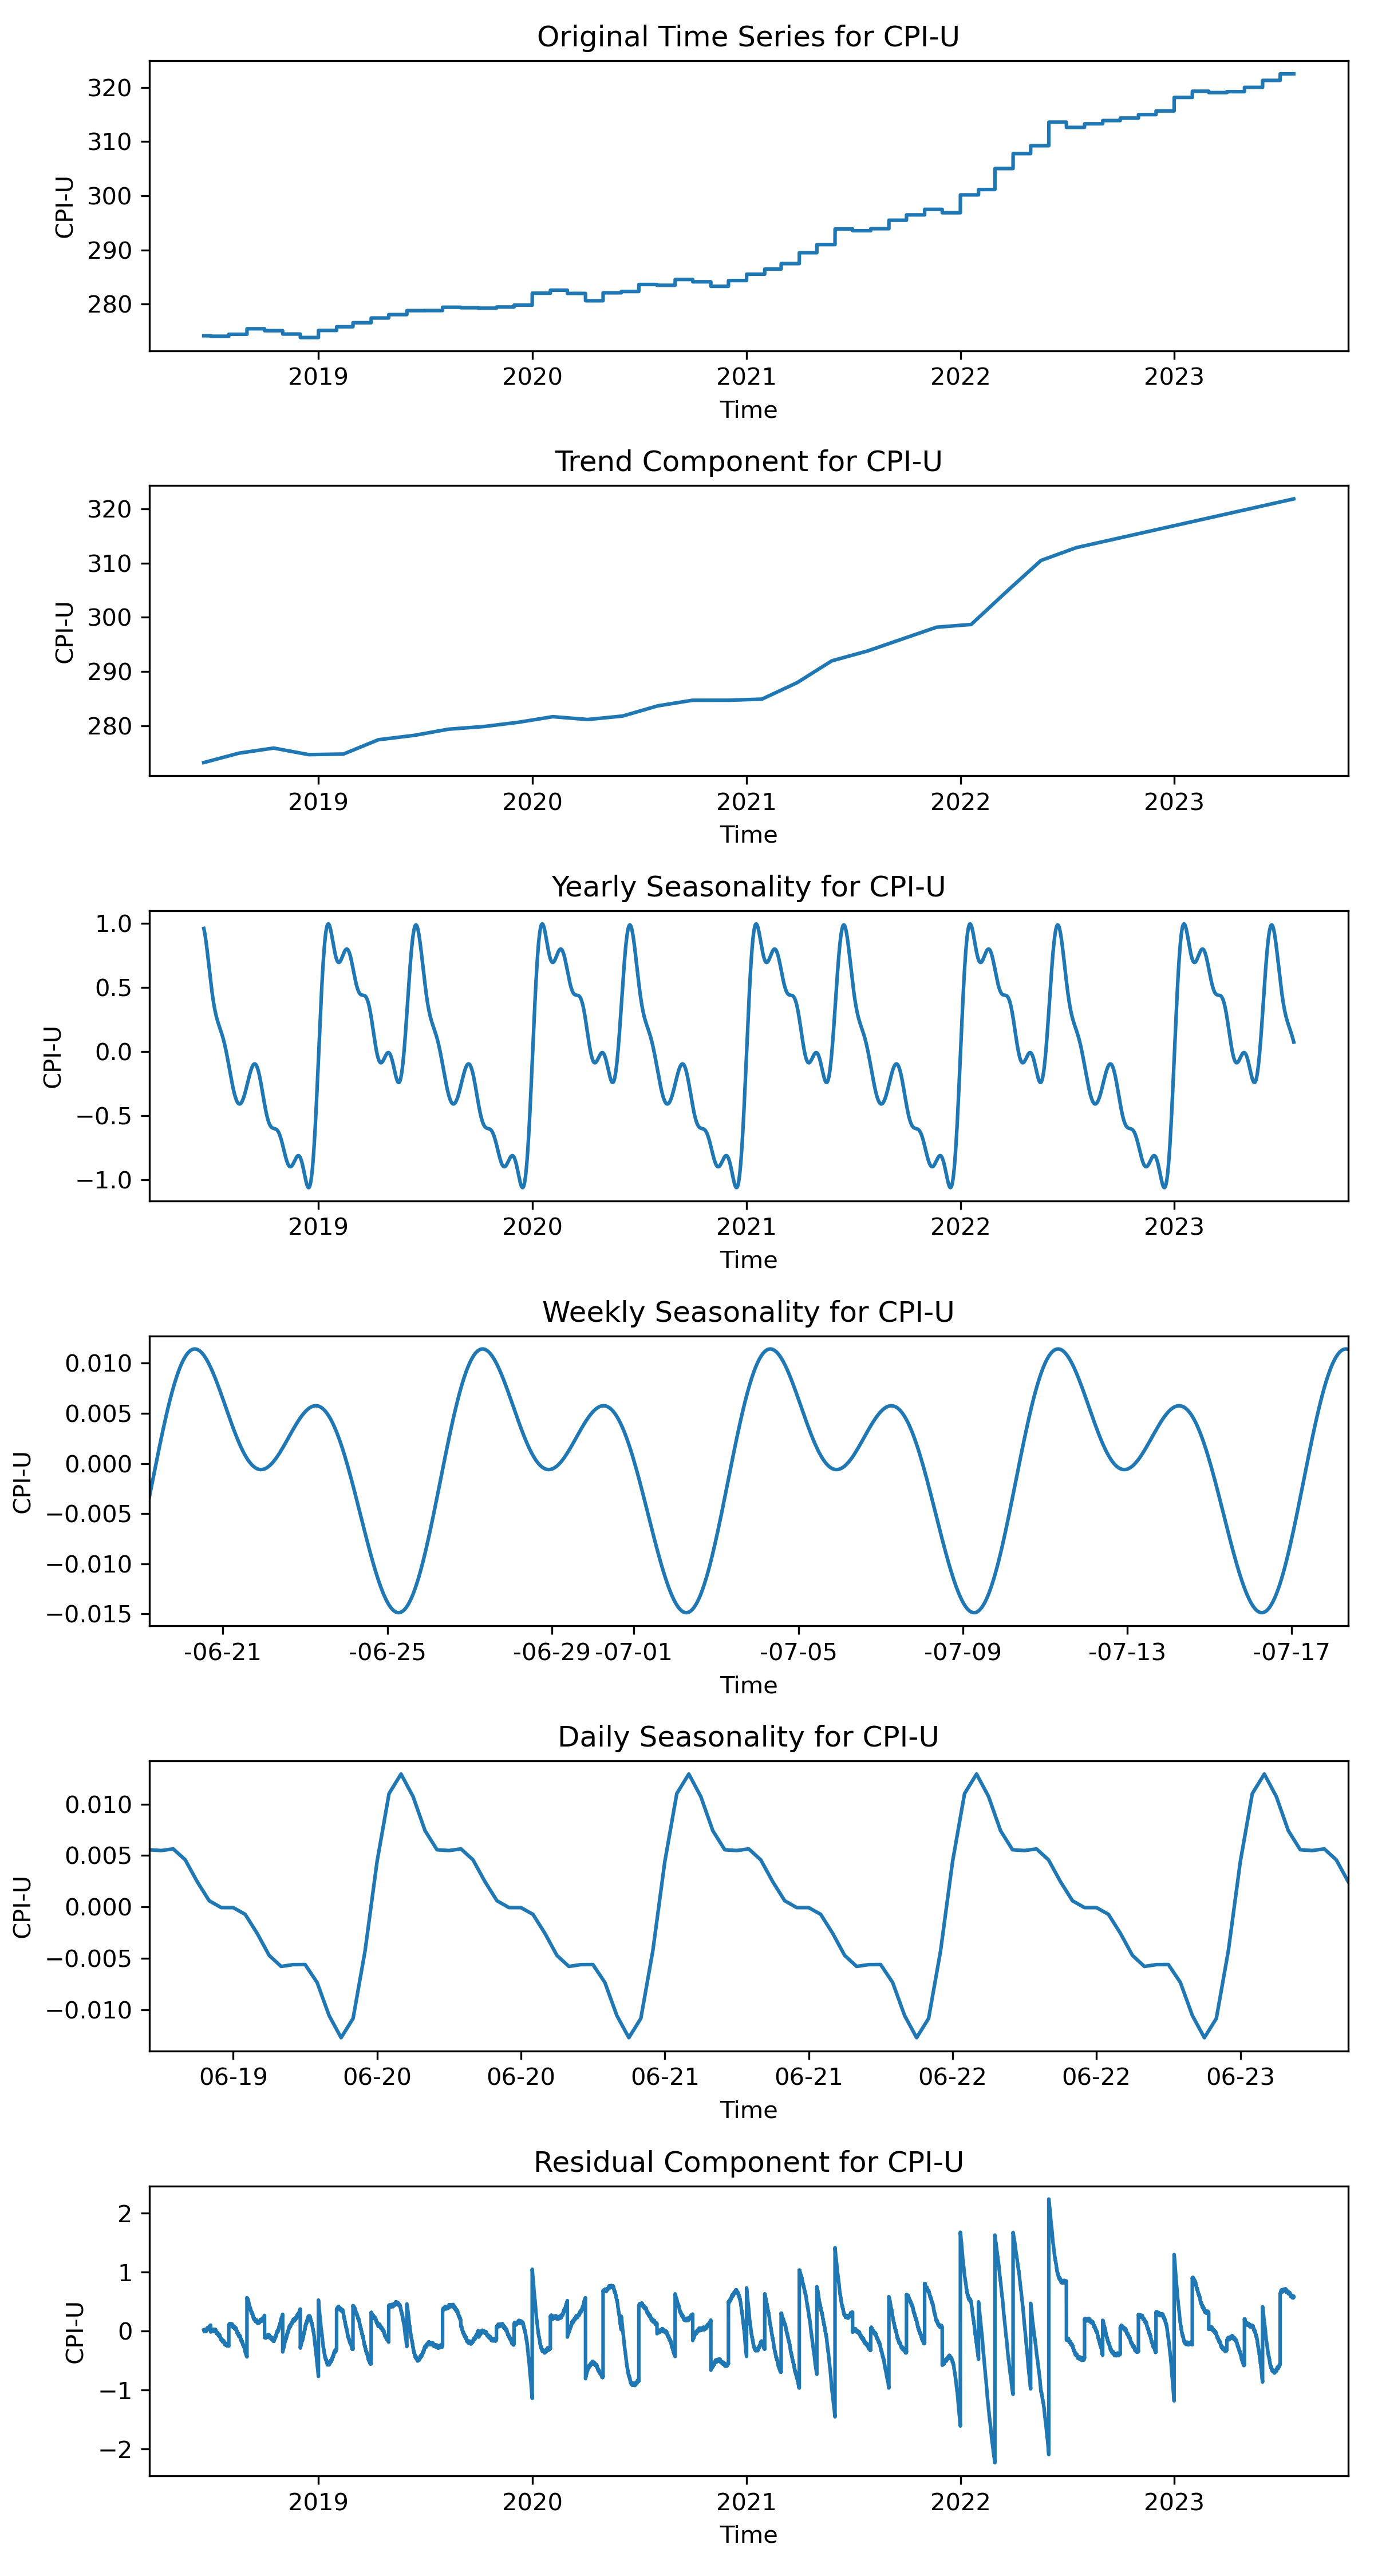 Original Time Series for CPI-U
320
310
300
290
280
CPI-U
2019 2020 2021 2022 2023
Time
Trend Component for CPI-U
320
310
300
290
280
CPI-U
2019 2020 2021 2022 2023
Time
Yearly Seasonality for CPI-U
1.0
0.5
0.0
−0.5
−1.0
CPI-U
2019 2020 2021 2022 2023
Time
Weekly Seasonality for CPI-U
0.010
0.005
0.000
−0.005
−0.010
−0.015
CPI-U
-06-21 -06-25 -06-29 -07-01 -07-05 -07-09 -07-13 -07-17
Time
Daily Seasonality for CPI-U
0.010
0.005
0.000
−0.005
−0.010
CPI-U
06-19 06-20 06-20 06-21 06-21 06-22 06-22 06-23
Time
Residual Component for CPI-U
2
1
0
−1
−2
CPI-U
2019 2020 2021 2022 2023
Time